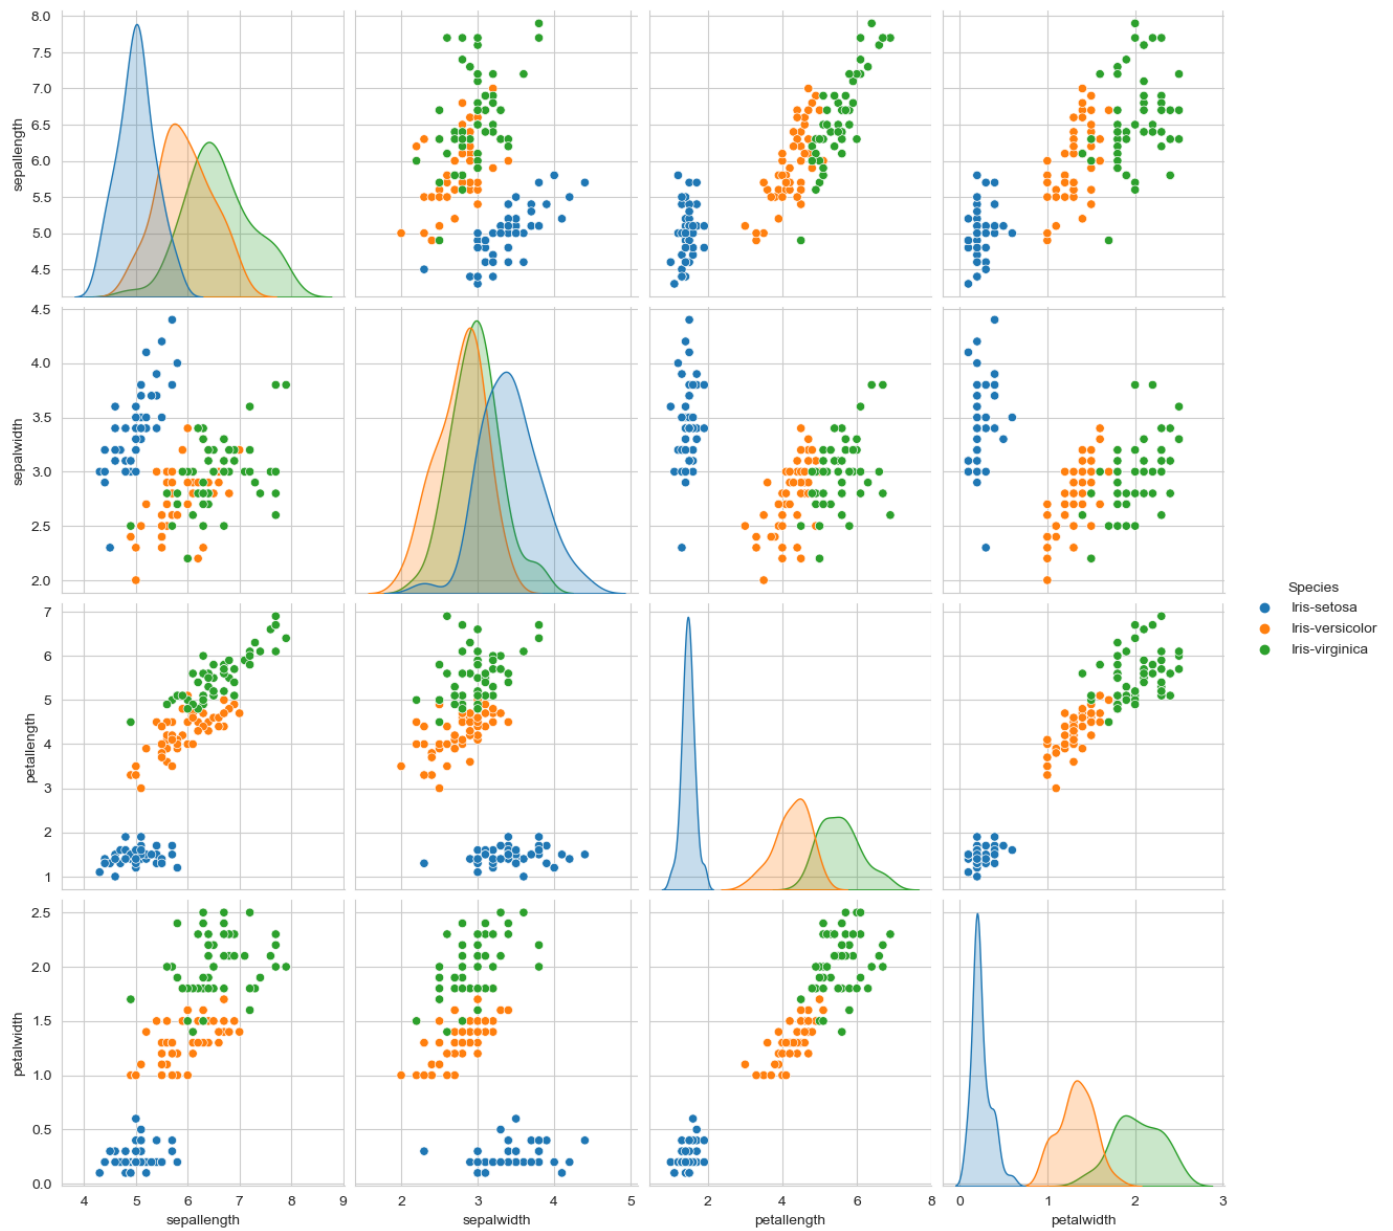 8.0
7.5
7.0
6.5
6.0
5.5
5.0
4.5
sepallength
4.5
4.0
3.5
3.0
2.5
2.0
sepalwidth
Species
Iris-setosa
Iris-versicolor
Iris-virginica
7
6
5
4
3
2
1
petallength
2.5
2.0
1.5
1.0
0.5
0.0
petalwidth
4 5 6 7 8 9
2 3 4 5
2 4 6 8
0 1 2 3
sepallength sepalwidth petallength petalwidth